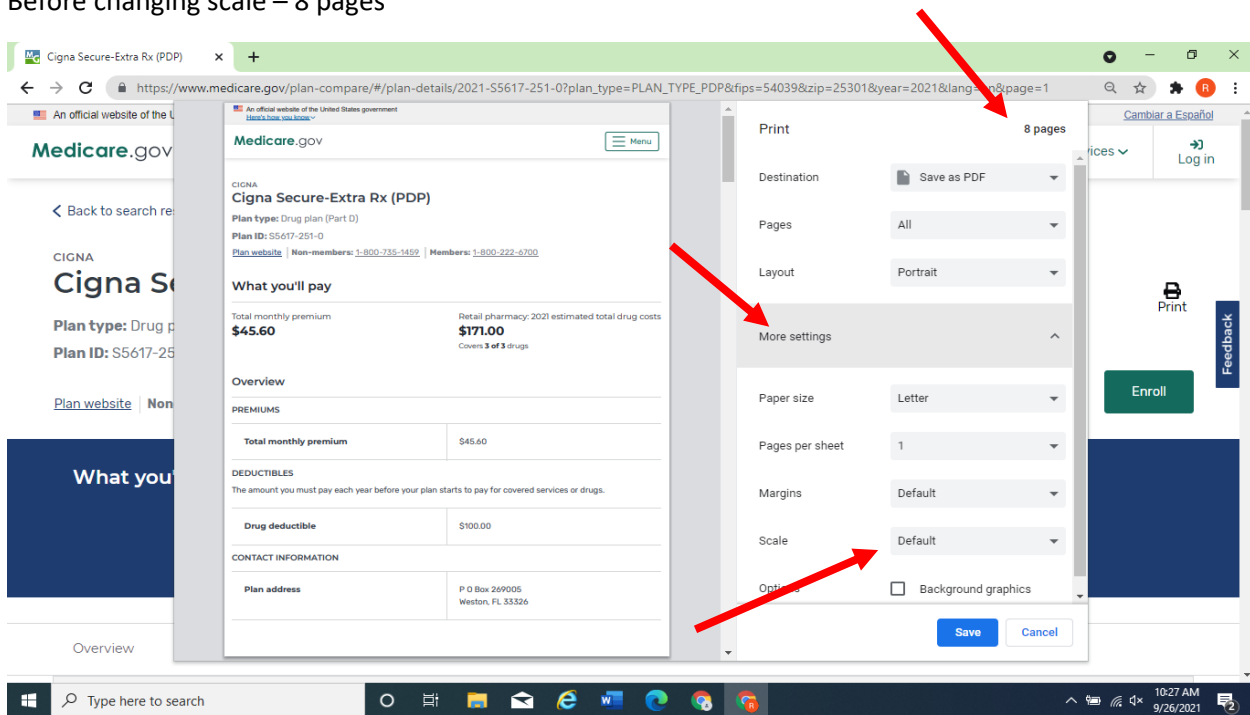 Before changing scale – 8 pages
Cigna Secure-Extra Rx (PDP)
https://www.medicare.gov/plan-compare/#/plan-details/2021-S5617-251-0?plan_type=PLAN_TYPE_PDP&fips=54039&zip=25301&year=2021&lang=en&page=1
An official website of the U
Cambiar a Español
Medicare.gov
ices
Log in
Back to search re
CIGNA
Cigna Se
Plan type: Drug p
Plan ID: S5617-25
Plan website Non
Print
Feedback
Enroll
What you'
Overview
An official website of the United States government
Here's how you know
Medicare.gov
Menu
CIGNA
Cigna Secure-Extra Rx (PDP)
Plan type: Drug plan (Part D)
Plan ID: S5617-251-0
Plan website Non-members: 1-800-735-1459 Members: 1-800-222-6700
What you'll pay
Total monthly premium Retail pharmacy: 2021 estimated total drug costs
$45.60 $171.00
Covers 3 of 3 drugs
Overview
PREMIUMS
Total monthly premium $45.60
DEDUCTIBLES
The amount you must pay each year before your plan starts to pay for covered services or drugs.
Drug deductible $100.00
CONTACT INFORMATION
Plan address P O Box 269005
Weston, FL 33326
Print 8 pages
Destination Save as PDF
Pages All
Layout Portrait
More settings
Paper size Letter
Pages per sheet 1
Margins Default
Scale Default
Options Background graphics
Save Cancel
Type here to search
10:27 AM
9/26/2021
2